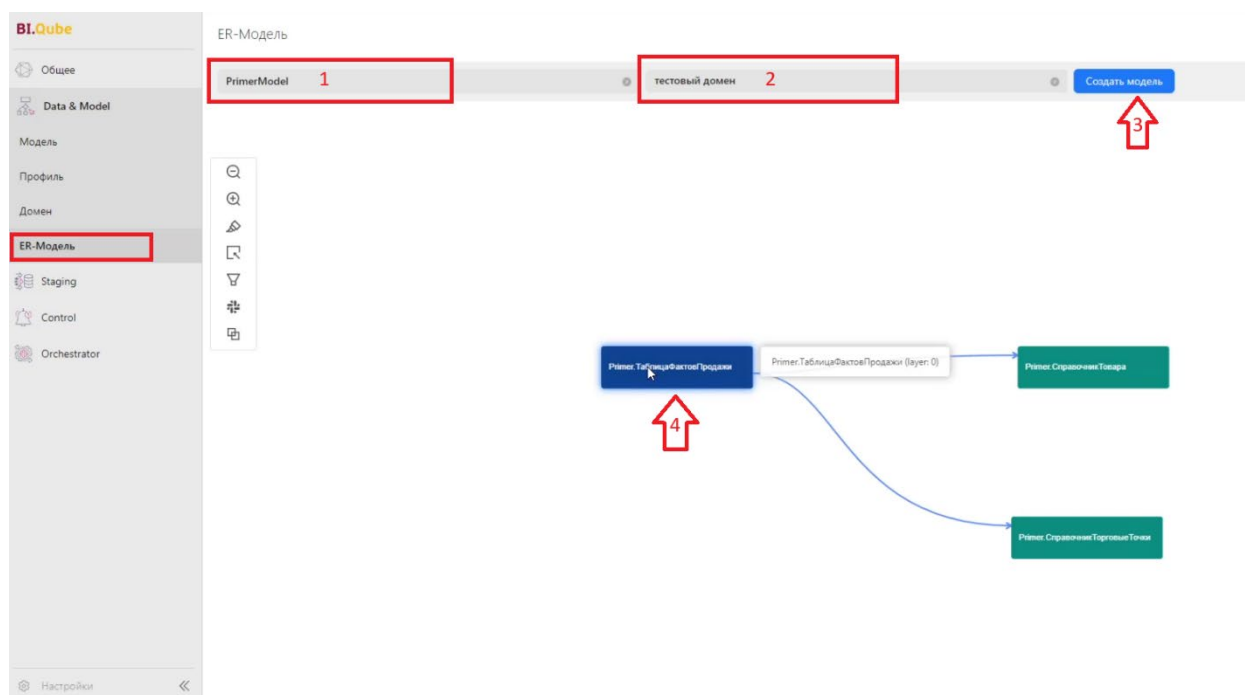 BI.Qube
ER-Модель
Общее
PrimerModel 1
тестовый домен 2
Создать модель
Data & Model
3
Модель
Профиль
Домен
ER-Модель
Staging
Control
Orchestrator
Primer.ТаблицаФактовПродажи
Primer.ТаблицаФактовПродажи (layer: 0)
Primer.СправочникТовара
4
Primer.СправочникТорговыеТочки
Настройки